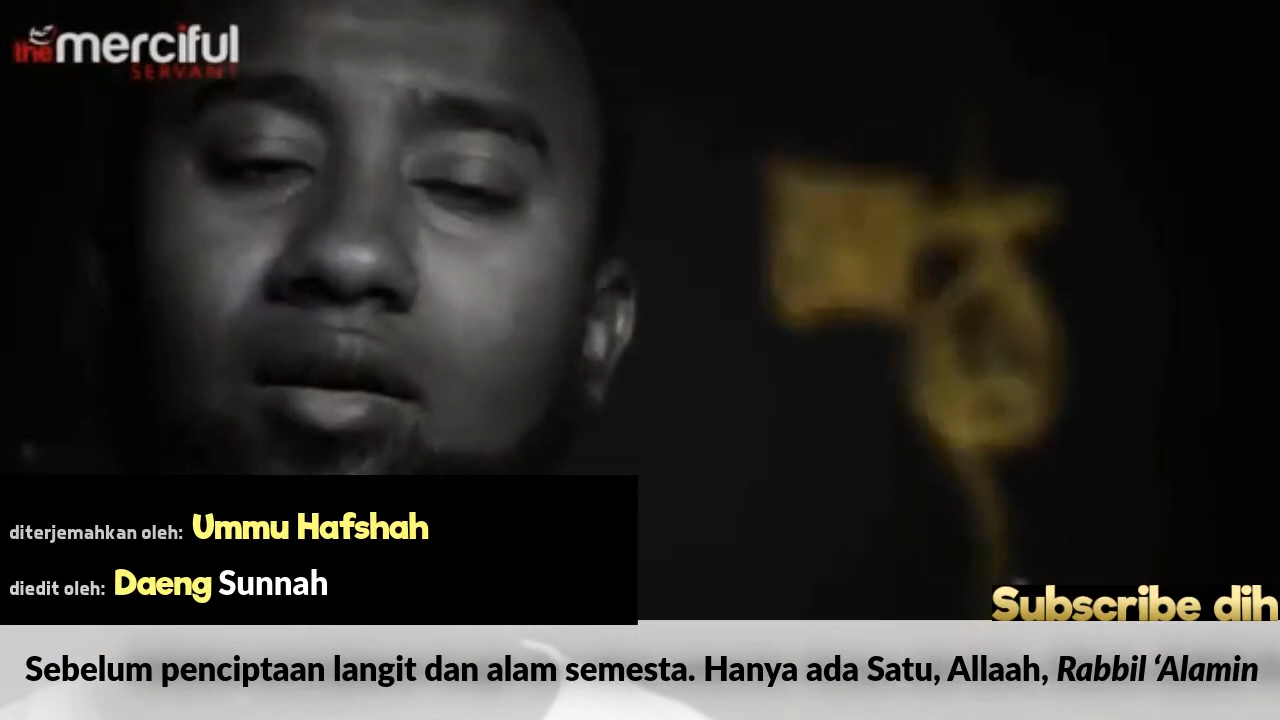 the merciful
SERVANT
diterjemahkan oleh: Ummu Hafshah
diedit oleh: Daeng Sunnah
Subscribe dih
Sebelum penciptaan langit dan alam semesta. Hanya ada Satu, Allaah, Rabbil ‘Alamin